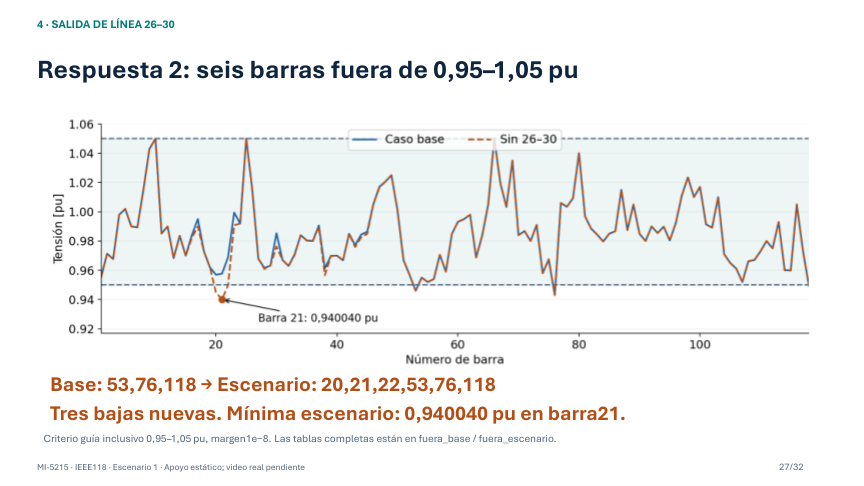 4 · SALIDA DE LÍNEA 26–30
Respuesta 2: seis barras fuera de 0,95–1,05 pu
1.06
1.04
1.02
1.00
0.98
0.96
0.94
0.92
Tensión [pu]
Caso base
Sin 26–30
Barra 21: 0,940040 pu
20
40
60
80
100
Número de barra
Base: 53,76,118 → Escenario: 20,21,22,53,76,118
Tres bajas nuevas. Mínima escenario: 0,940040 pu en barra21.
Criterio guía inclusivo 0,95–1,05 pu, margen1e−8. Las tablas completas están en fuera_base / fuera_escenario.
MI-5215 · IEEE118 · Escenario 1 · Apoyo estático; video real pendiente
27/32